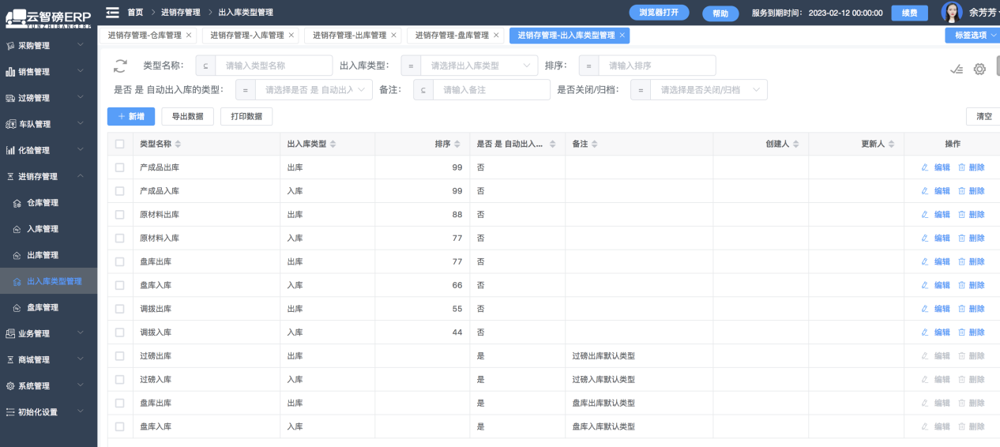 云智磅ERP
YUNZHIBANGERP
首页 > 进销存管理 > 出入库类型管理
浏览器打开
帮助
服务到期时间: 2023-02-12 00:00:00
续费
余芳芳
采购管理
销售管理
过磅管理
车队管理
化验管理
进销存管理
仓库管理
入库管理
出库管理
出入库类型管理
盘库管理
业务管理
商城管理
系统管理
初始化设置
进销存管理-仓库管理 ×
进销存管理-入库管理 ×
进销存管理-出库管理 ×
进销存管理-盘库管理 ×
进销存管理-出入库类型管理 ×
标签选项
类型名称: ⊆ 请输入类型名称 出入库类型: = 请选择出入库类型 排序: = 请输入排序
是否 是 自动出入库的类型: = 请选择是否 是 自动出入 备注: ⊆ 请输入备注 是否关闭/归档: = 请选择是否关闭/归档
+ 新增 导出数据 打印数据 清空
类型名称 出入库类型 排序 是否 是 自动出入... 备注 创建人 更新人 操作
产成品出库 出库 99 否 编辑 删除
产成品入库 入库 99 否 编辑 删除
原材料出库 出库 88 否 编辑 删除
原材料入库 入库 77 否 编辑 删除
盘库出库 出库 77 否 编辑 删除
盘库入库 入库 66 否 编辑 删除
调拨出库 出库 55 否 编辑 删除
调拨入库 入库 44 否 编辑 删除
过磅出库 出库 是 过磅出库默认类型 编辑 删除
过磅入库 入库 是 过磅入库默认类型 编辑 删除
盘库出库 出库 是 盘库出库默认类型 编辑 删除
盘库入库 入库 是 盘库入库默认类型 编辑 删除